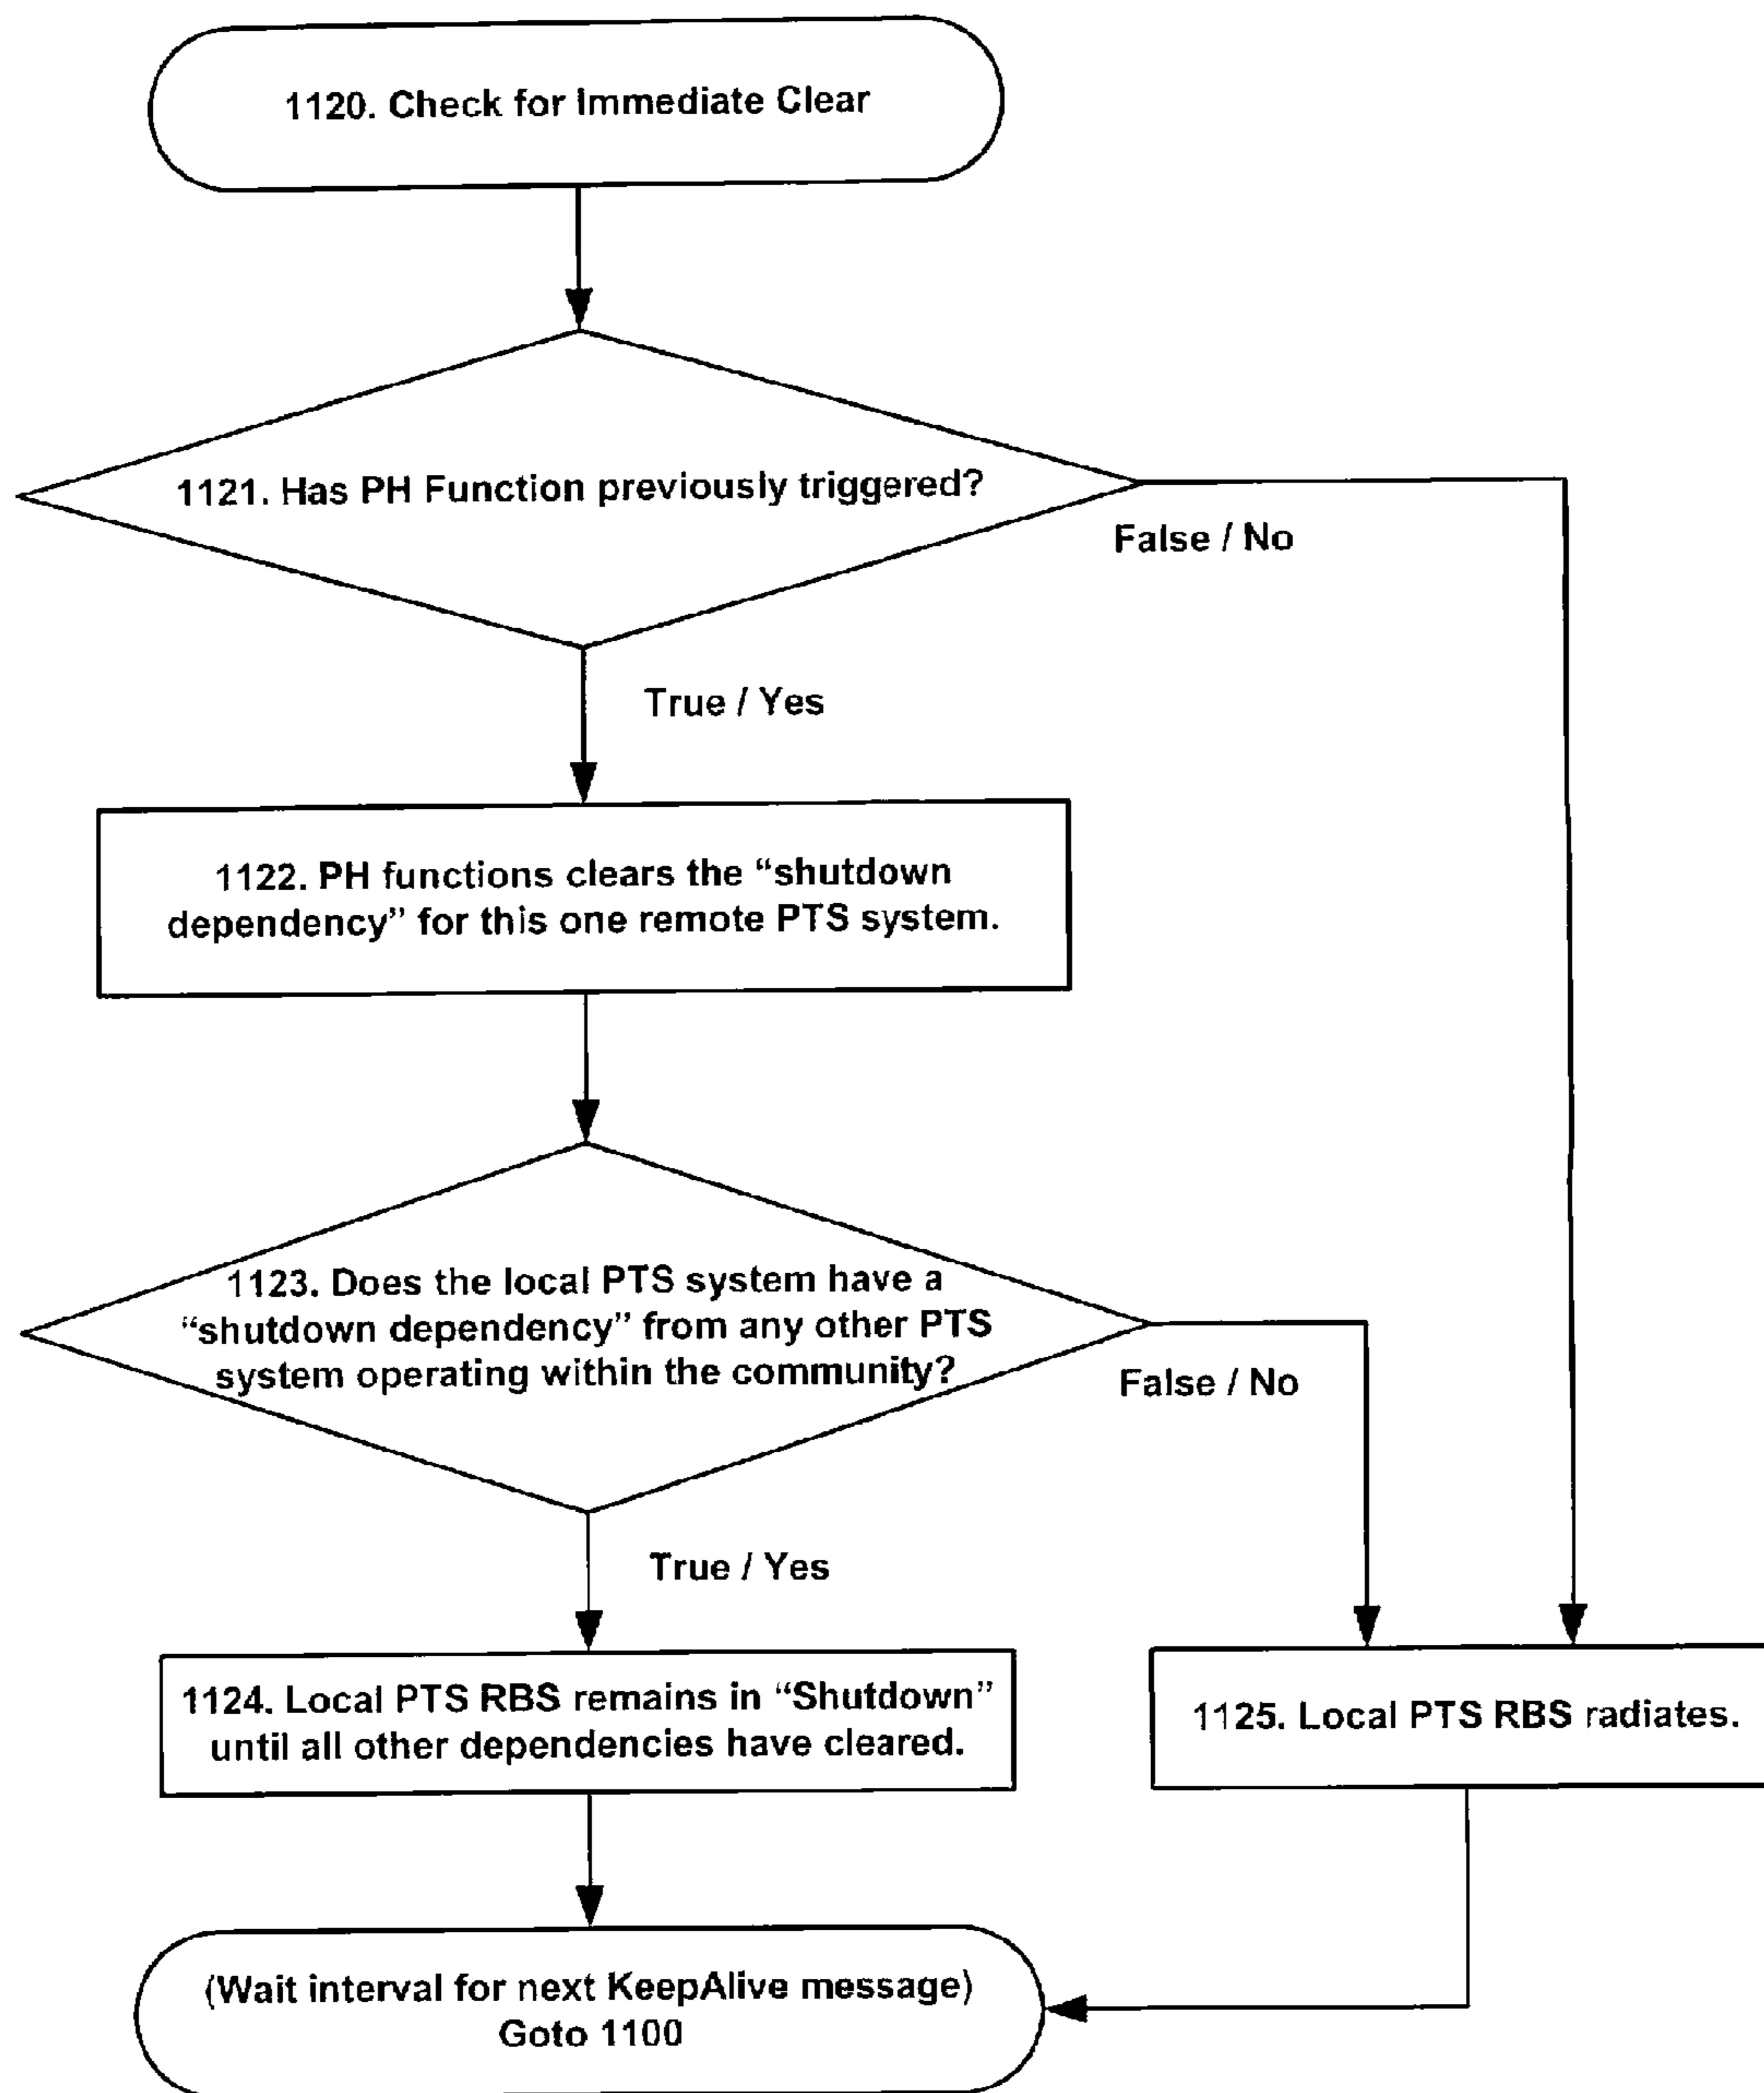 1120. Check for Immediate Clear
1121. Has PH Function previously triggered?
False / No
True / Yes
1122. PH functions clears the “shutdown
dependency” for this one remote PTS system.
1123. Does the local PTS system have a
“shutdown dependency” from any other PTS
system operating within the community?
False / No
True / Yes
1124. Local PTS RBS remains in “Shutdown”
until all other dependencies have cleared.
1125. Local PTS RBS radiates.
(Wait interval for next KeepAlive message)
Goto 1100